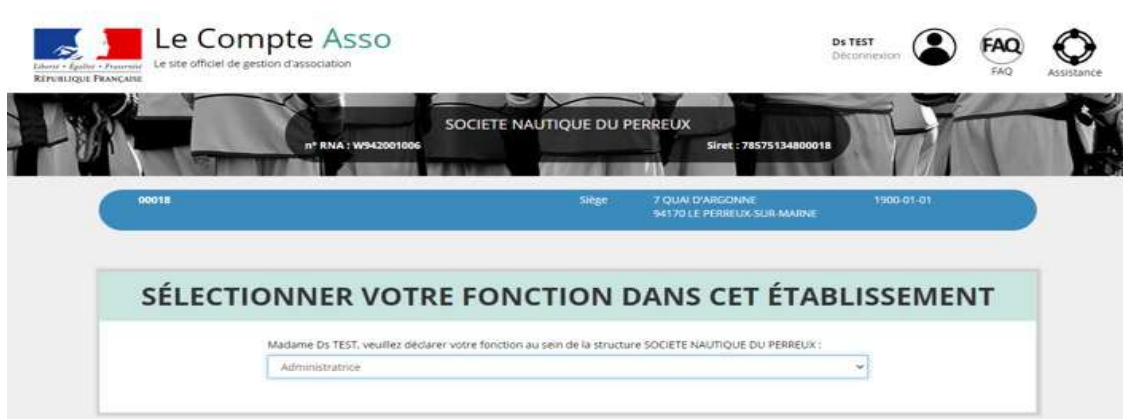 Le Compte Asso
Le site officiel de gestion d'association
Liberté • Égalité • Fraternité
RÉPUBLIQUE FRANÇAISE
Ds TEST
Déconnexion
FAQ
FAQ
Assistance
SOCIETE NAUTIQUE DU PERREUX
n° RNA : W942001006
Siret : 78575134800018
00018
Siège
7 QUAI D'ARGONNE
1900-01-01
94170 LE PERREUX-SUR-MARNE
SÉLECTIONNER VOTRE FONCTION DANS CET ÉTABLISSEMENT
Madame Ds TEST, veuillez déclarer votre fonction au sein de la structure SOCIETE NAUTIQUE DU PERREUX :
Administratrice